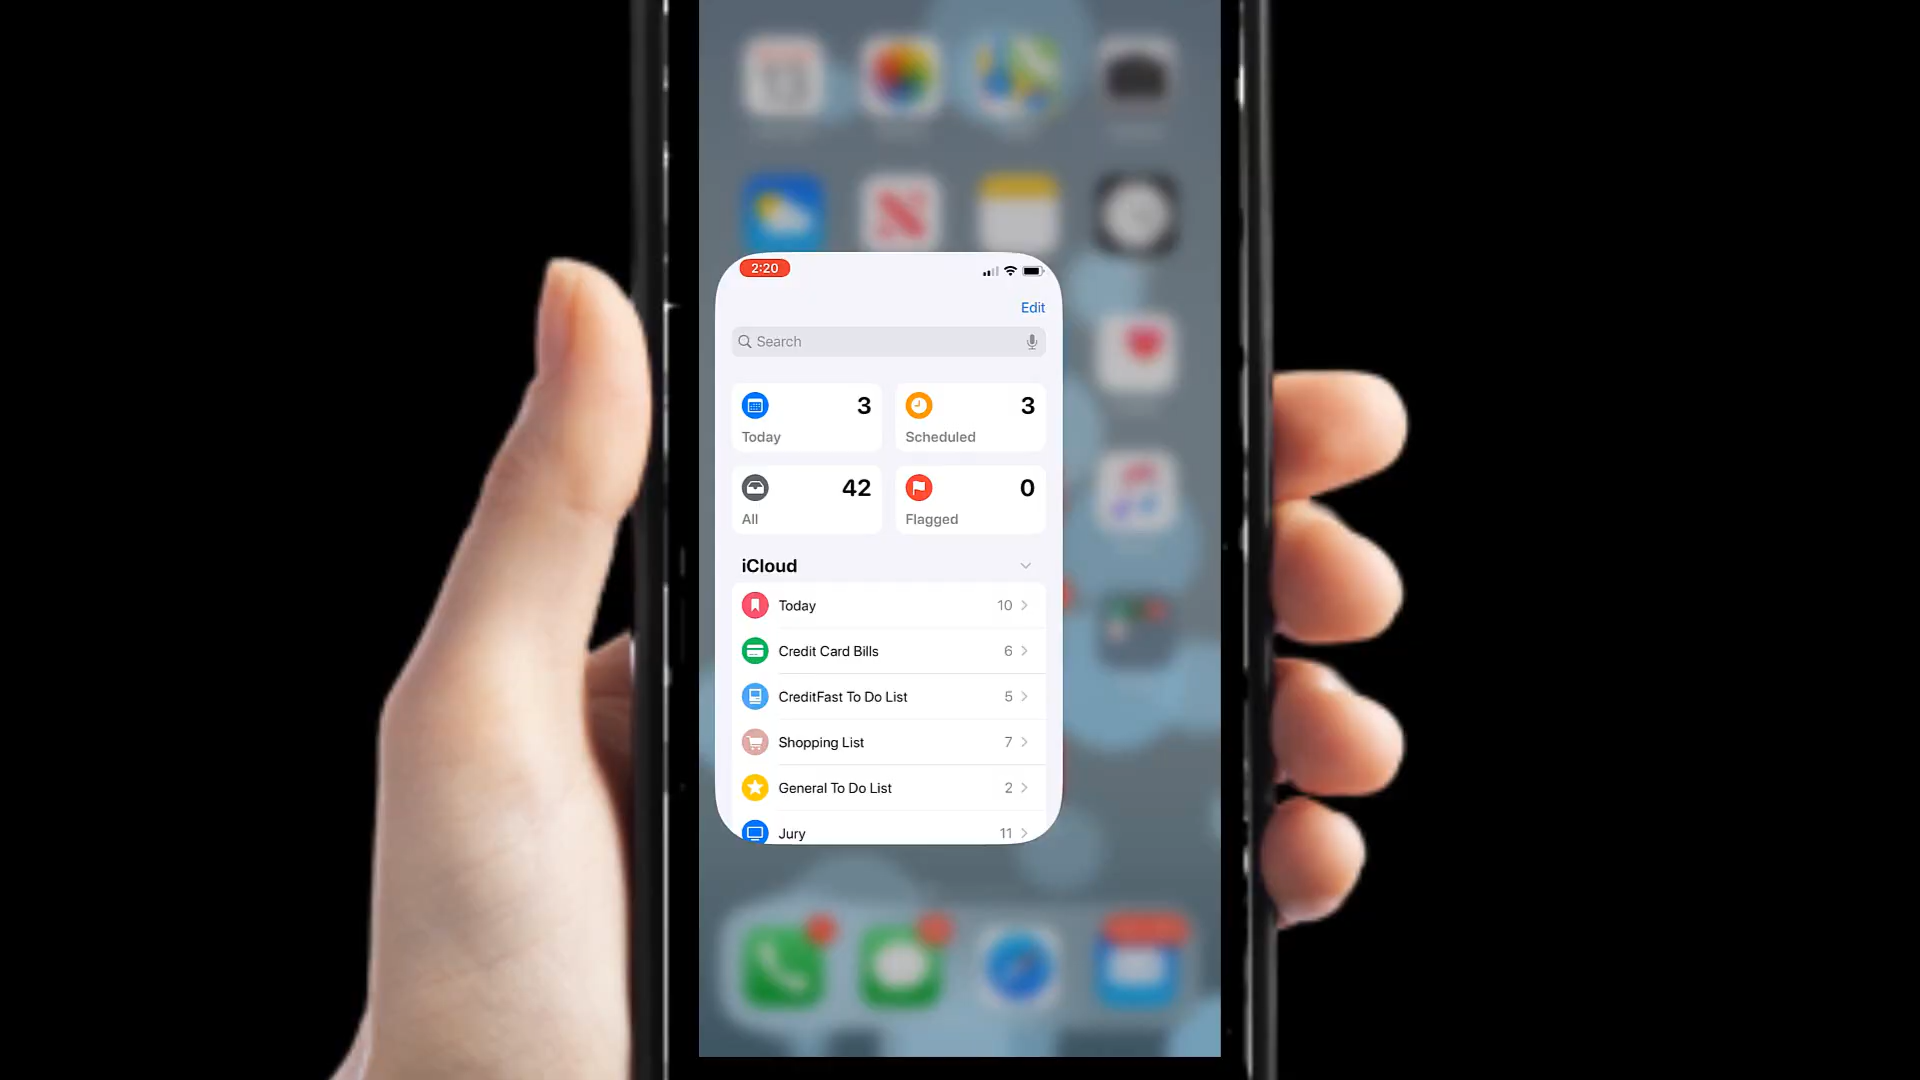 2:20
Edit
Search
3
Today
3
Scheduled
42
All
0
Flagged
iCloud
Today 10
Credit Card Bills 6
CreditFast To Do List 5
Shopping List 7
General To Do List 2
Jury 11